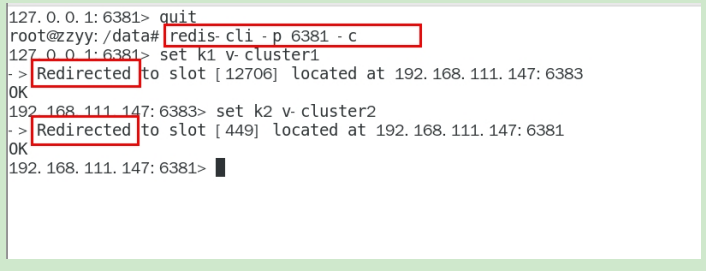 127.0.0.1:6381> quit
root@zzyy:/data# redis-cli -p 6381 -c
127.0.0.1:6381> set k1 v-cluster1
-> Redirected to slot [12706] located at 192.168.111.147:6383
OK
192.168.111.147:6383> set k2 v-cluster2
-> Redirected to slot [449] located at 192.168.111.147:6381
OK
192.168.111.147:6381>